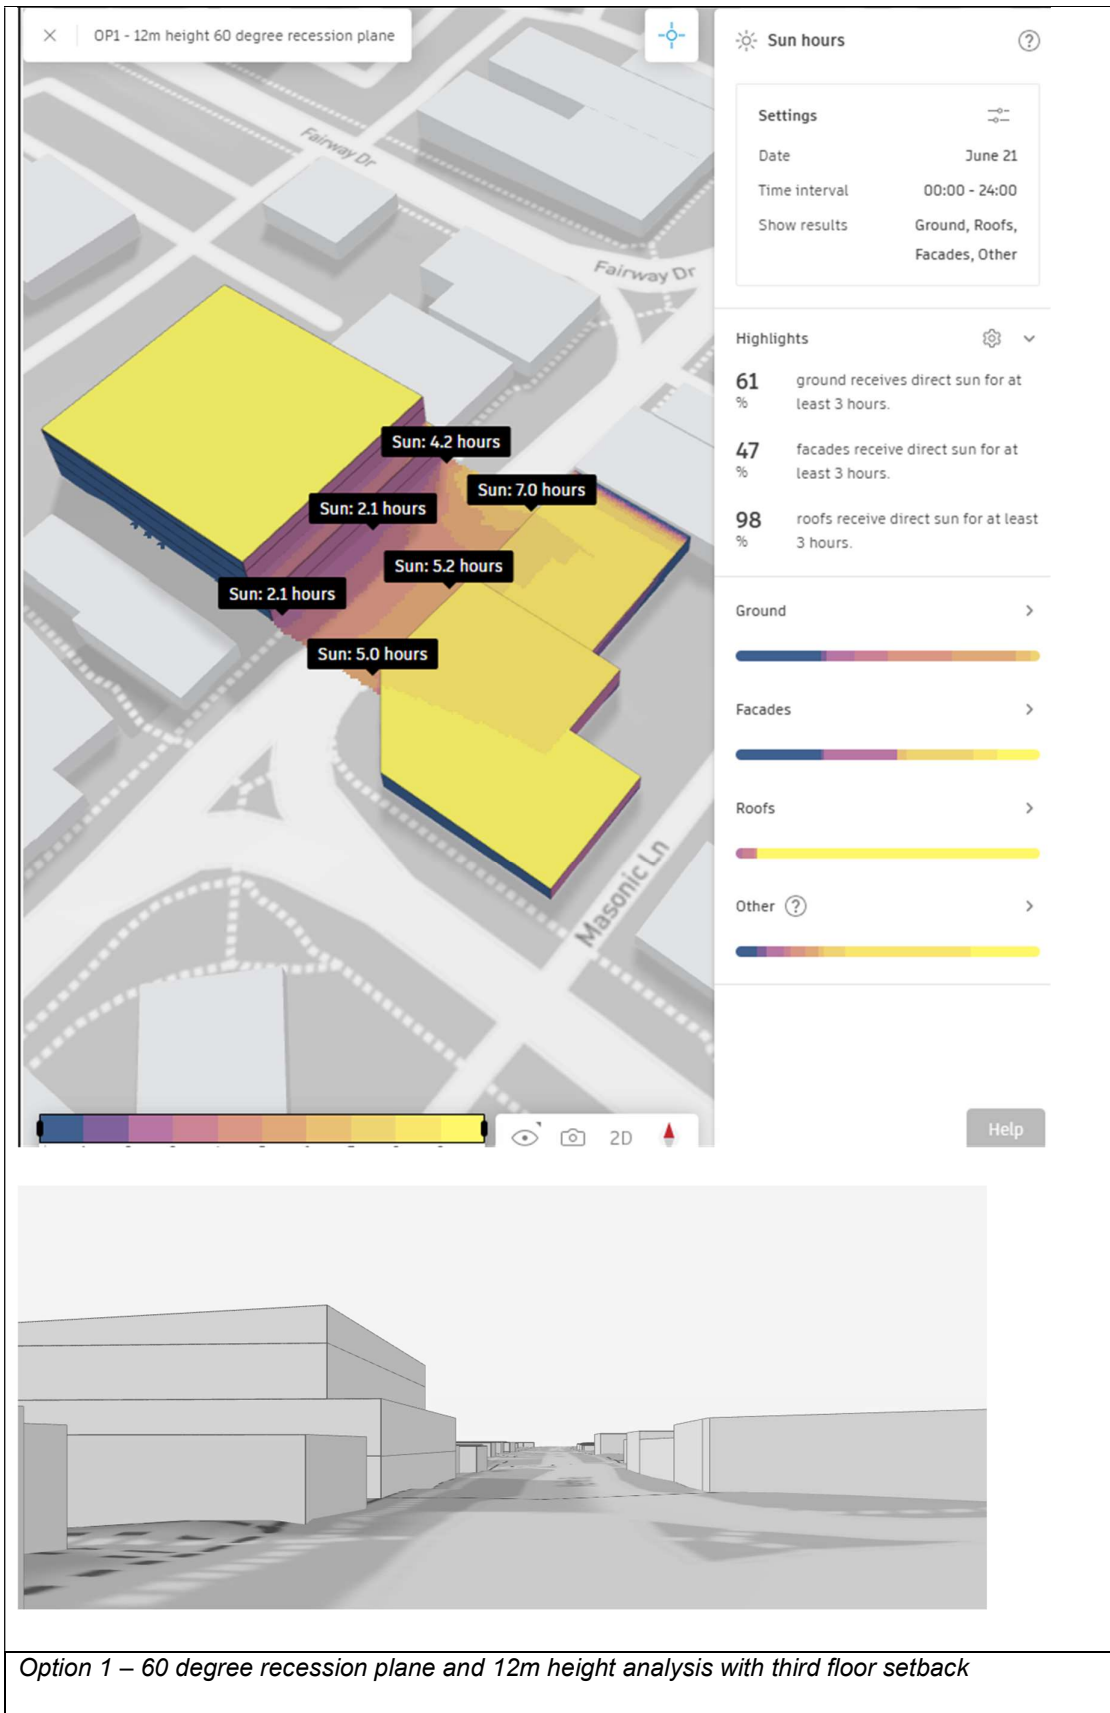 OP1 - 12m height 60 degree recession plane
Fairway Dr
Fairway Dr
Sun: 4.2 hours
Sun: 7.0 hours
Sun: 2.1 hours
Sun: 5.2 hours
Sun: 2.1 hours
Sun: 5.0 hours
Masonic Ln
2D
Sun hours
?
Settings
Date June 21
Time interval 00:00 - 24:00
Show results Ground, Roofs,
Facades, Other
Highlights
61 % ground receives direct sun for at
least 3 hours.
47 % facades receive direct sun for at
least 3 hours.
98 % roofs receive direct sun for at least
3 hours.
Ground
Facades
Roofs
Other ?
Help
Option 1 – 60 degree recession plane and 12m height analysis with third floor setback